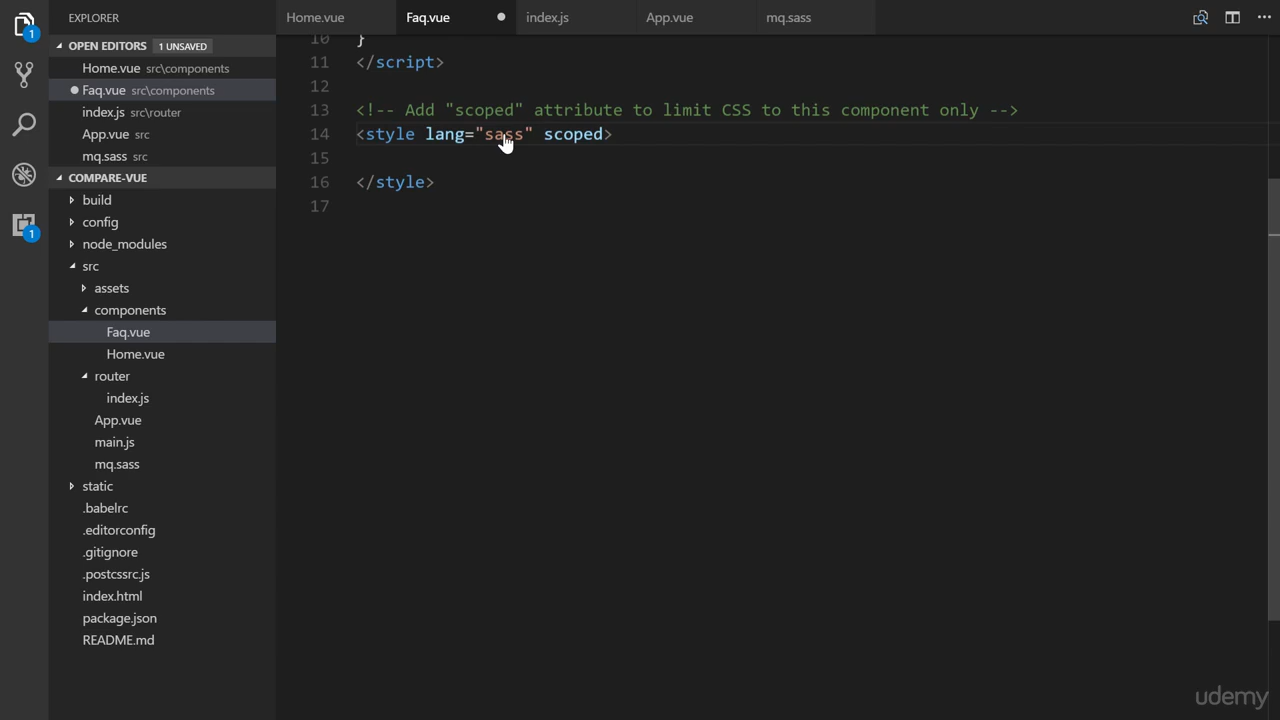 EXPLORER
Home.vue
Faq.vue
index.js
App.vue
mq.sass
1
OPEN EDITORS 1 UNSAVED
Home.vue src\components
Faq.vue src\components
index.js src\router
App.vue src
mq.sass src
COMPARE-VUE
build
config
node_modules
1
src
assets
components
Faq.vue
Home.vue
router
index.js
App.vue
main.js
mq.sass
static
.babelrc
.editorconfig
.gitignore
.postcssrc.js
index.html
package.json
README.md
10 }
11 </script>
12
13 <!-- Add "scoped" attribute to limit CSS to this component only -->
14 <style lang="sass" scoped>
15
16 </style>
17
udemy